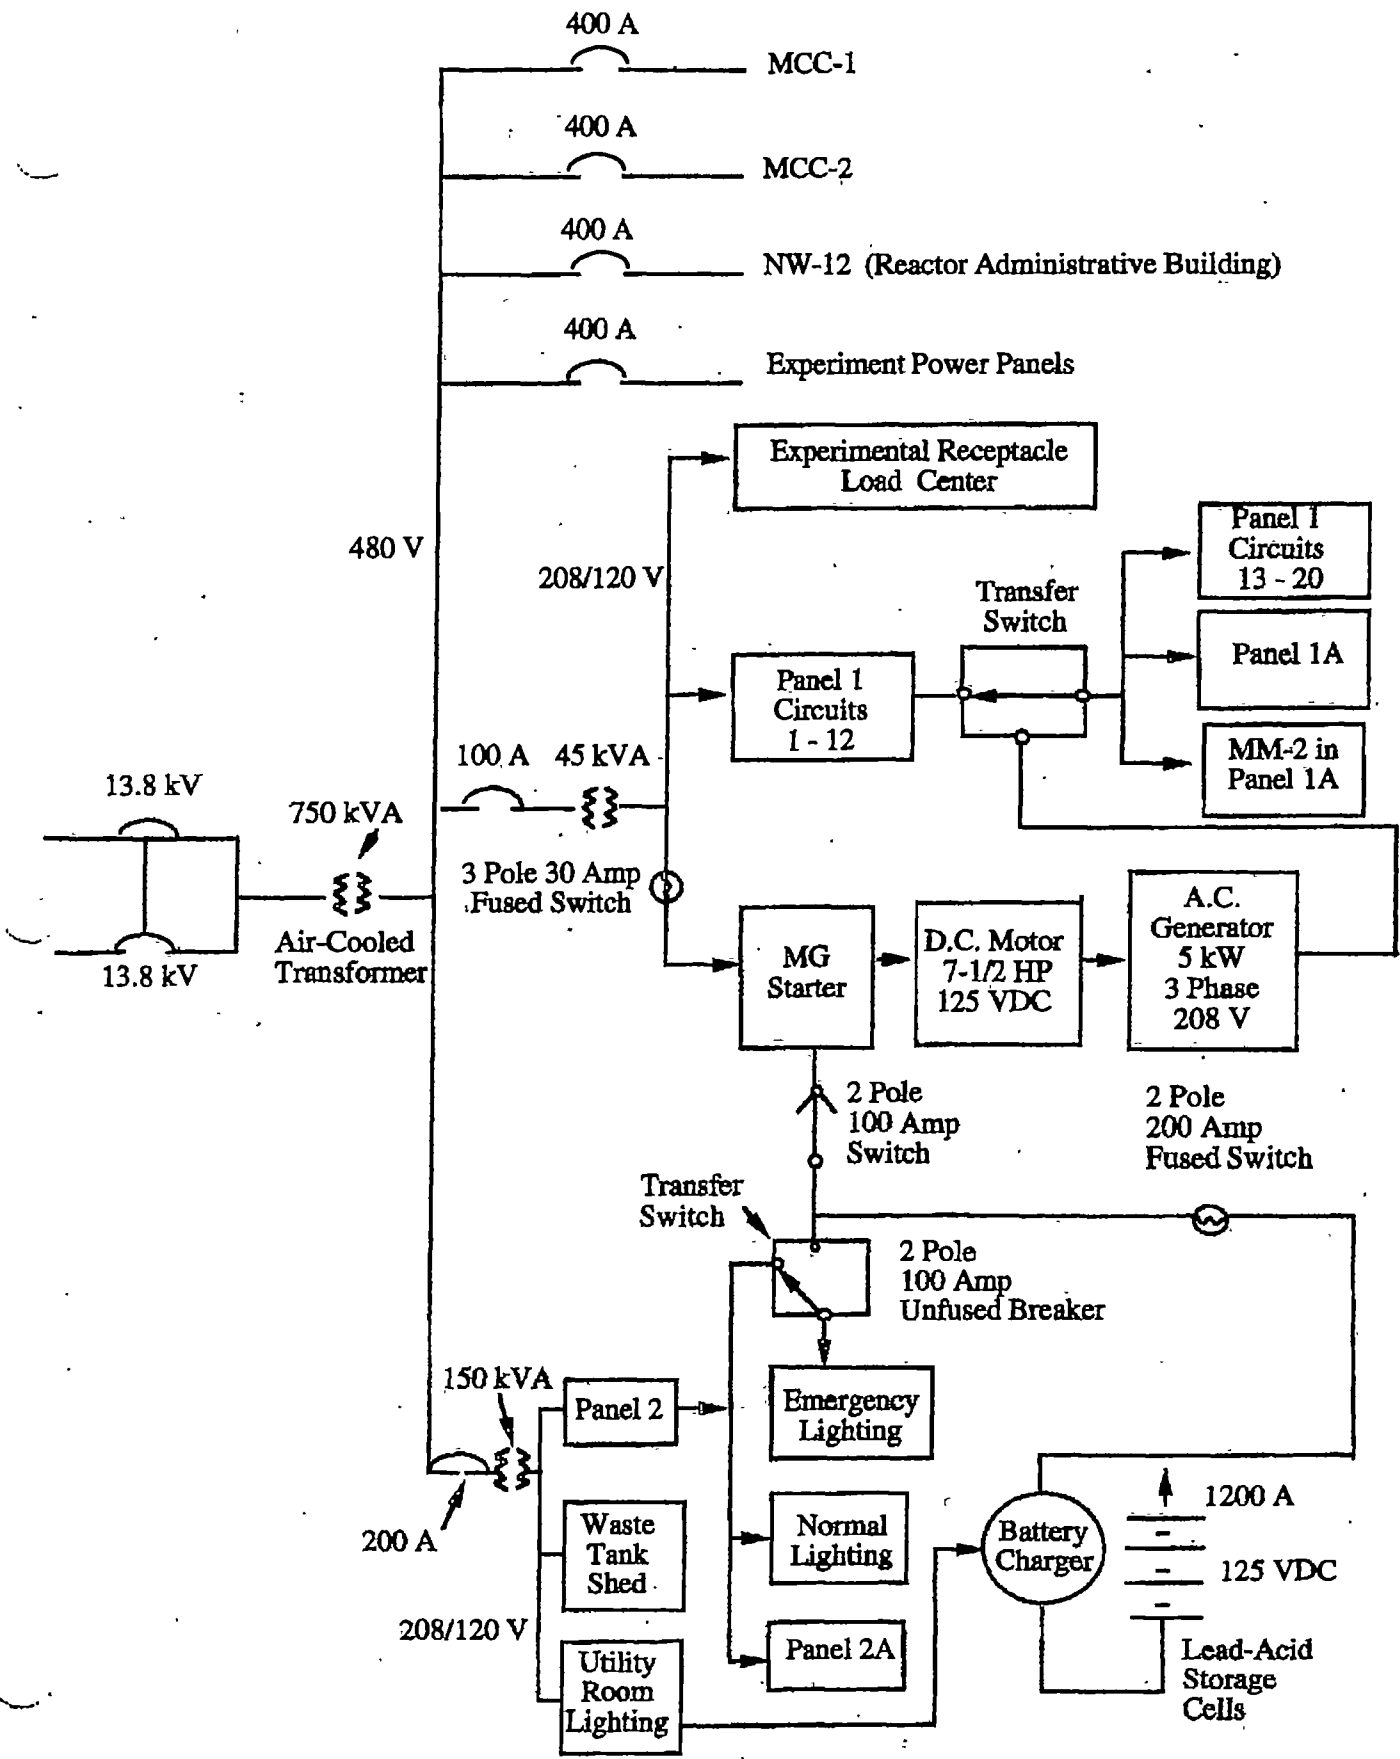 400 A
MCC-1
400 A
MCC-2
400 A
NW-12 (Reactor Administrative Building)
400 A
Experiment Power Panels
Experimental Receptacle
Load Center
480 V
208/120 V
Transfer
Switch
Panel 1
Circuits
13 - 20
Panel 1A
MM-2 in
Panel 1A
Panel 1
Circuits
1 - 12
100 A
45 kVA
13.8 kV
750 kVA
13.8 kV
Air-Cooled
Transformer
3 Pole 30 Amp
Fused Switch
MG
Starter
D.C. Motor
7-1/2 HP
125 VDC
A.C.
Generator
5 kW
3 Phase
208 V
2 Pole
100 Amp
Switch
2 Pole
200 Amp
Fused Switch
Transfer
Switch
2 Pole
100 Amp
Unfused Breaker
150 kVA
Panel 2
Emergency
Lighting
200 A
Waste
Tank
Shed
Normal
Lighting
Battery
Charger
1200 A
125 VDC
208/120 V
Utility
Room
Lighting
Panel 2A
Lead-Acid
Storage
Cells